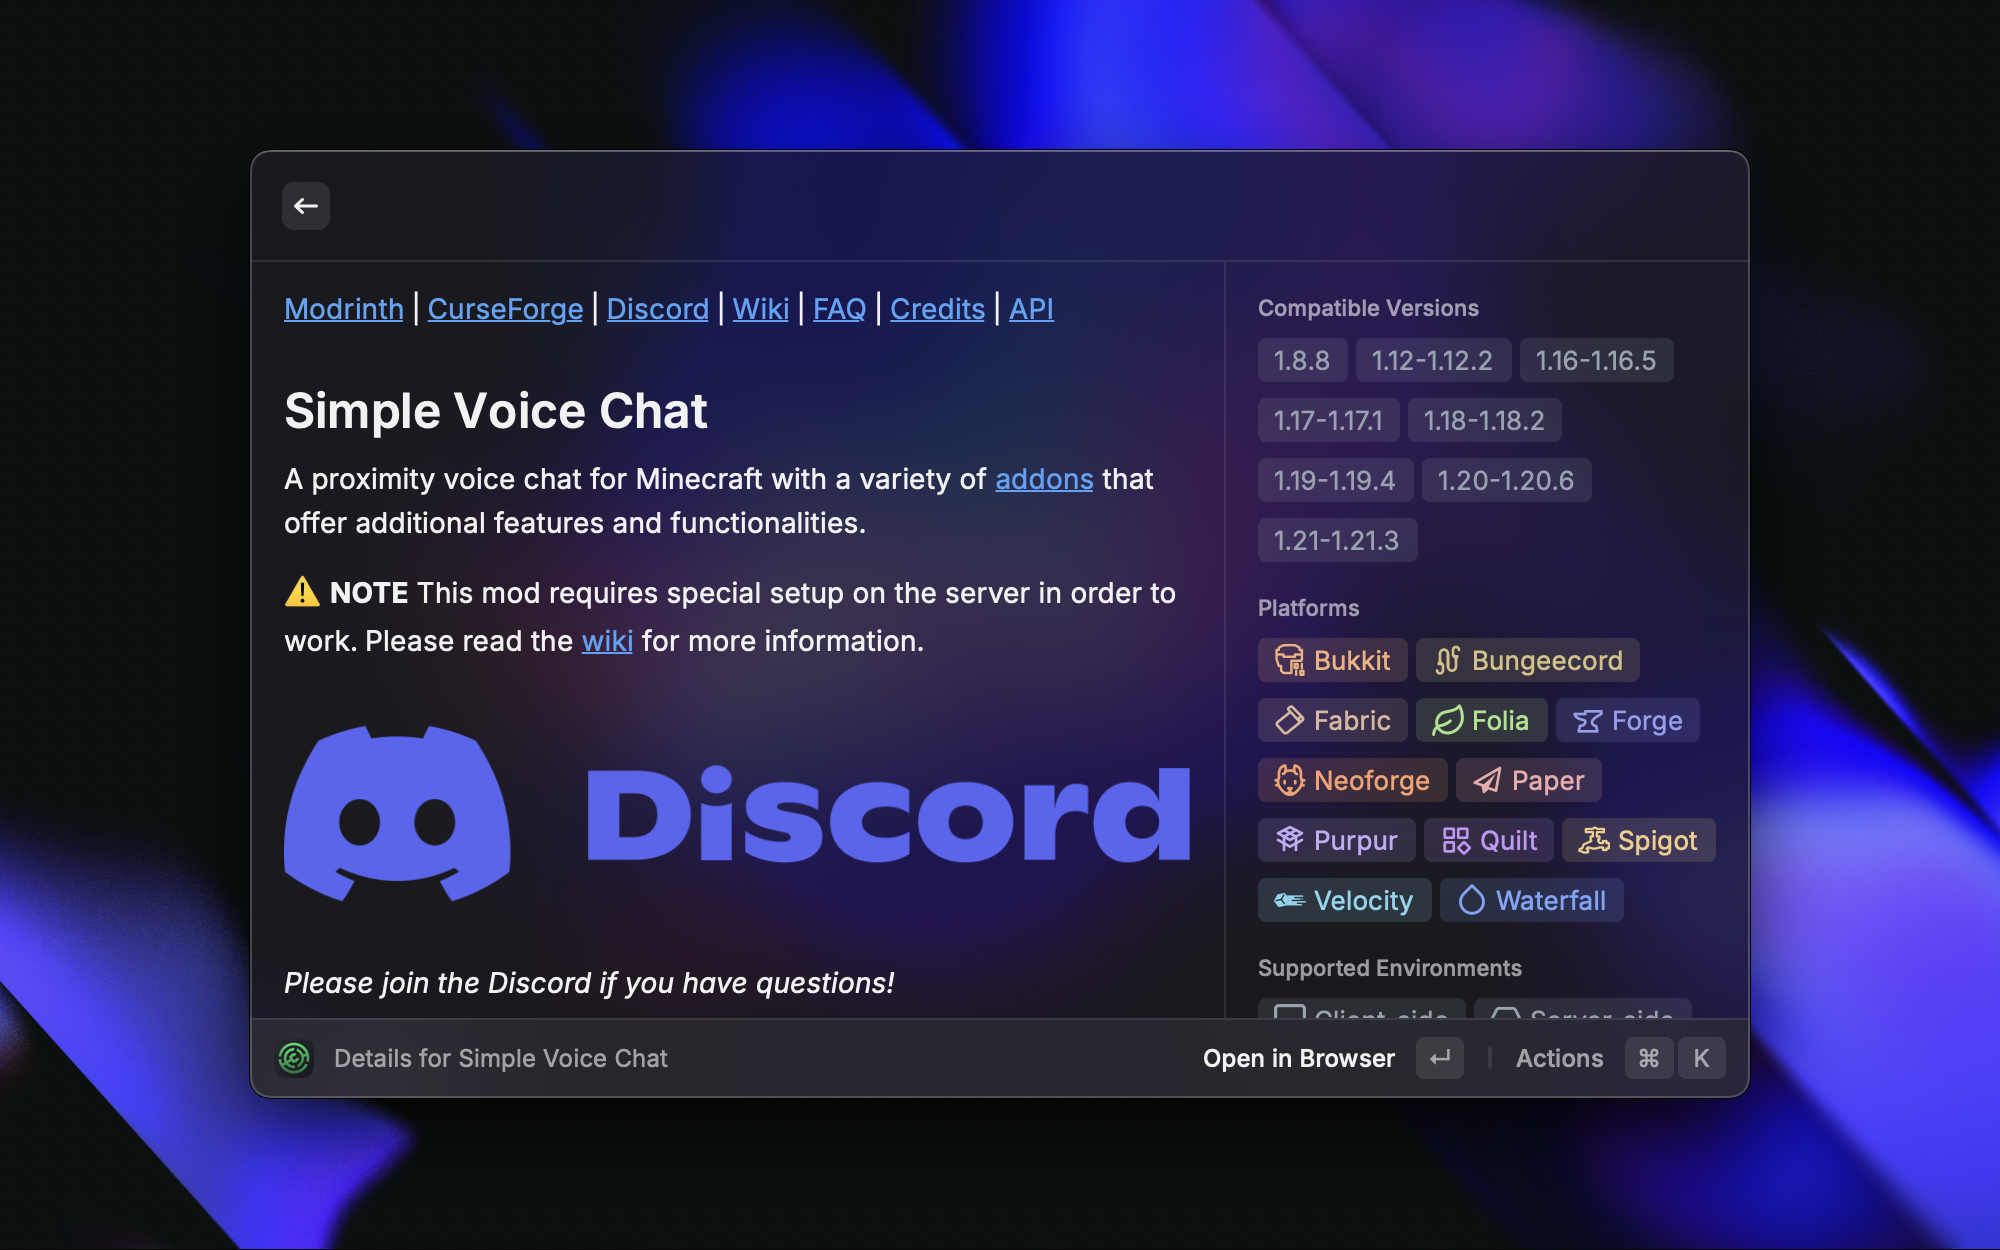 Modrinth | CurseForge | Discord | Wiki | FAQ | Credits | API
Simple Voice Chat
A proximity voice chat for Minecraft with a variety of addons that
offer additional features and functionalities.
⚠️ NOTE This mod requires special setup on the server in order to
work. Please read the wiki for more information.
Discord
Please join the Discord if you have questions!
Compatible Versions
1.8.8 1.12-1.12.2 1.16-1.16.5
1.17-1.17.1 1.18-1.18.2
1.19-1.19.4 1.20-1.20.6
1.21-1.21.3
Platforms
Bukkit Bungeecord
Fabric Folia Forge
Neoforge Paper
Purpur Quilt Spigot
Velocity Waterfall
Supported Environments
Client-side Server-side
Details for Simple Voice Chat
Open in Browser ↵ | Actions ⌘ K